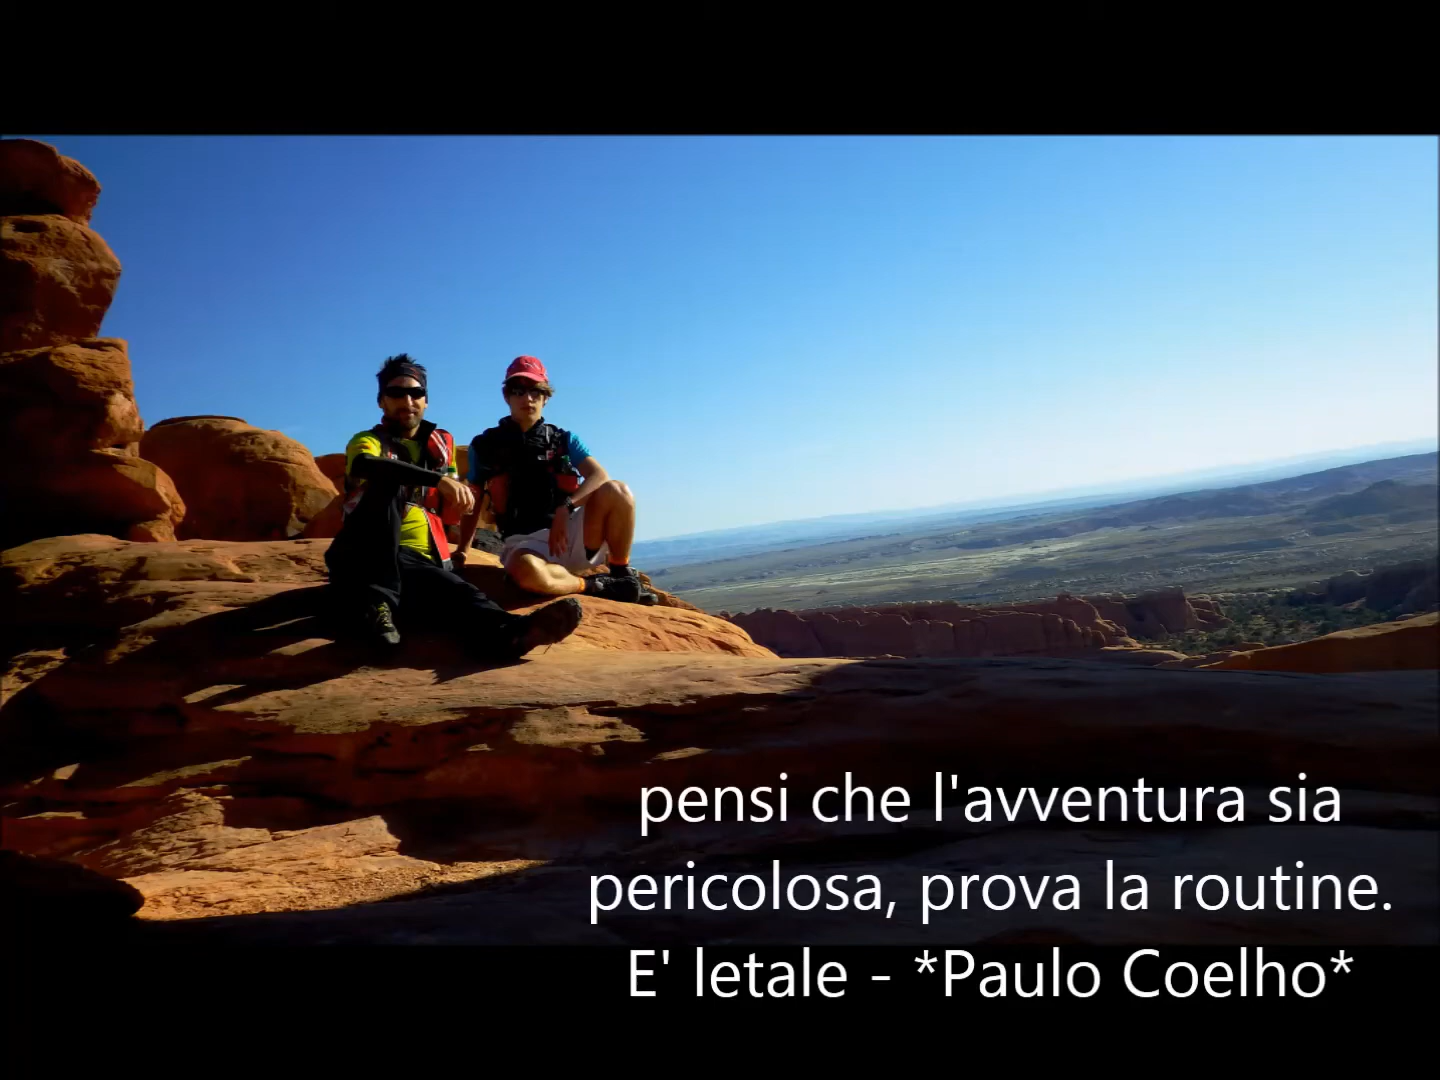 pensi che l'avventura sia
pericolosa, prova la routine.
E' letale - *Paulo Coelho*